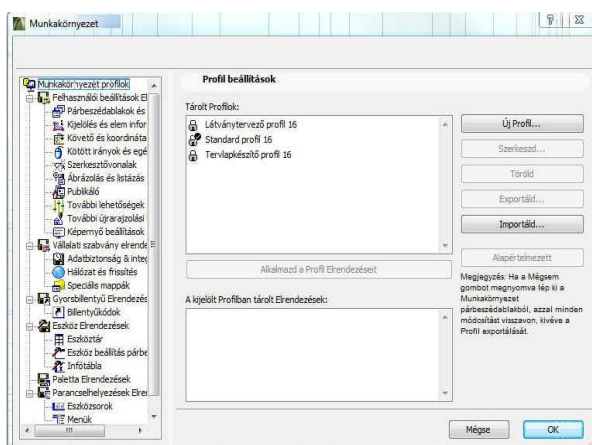 Munkakörnyezet
Munkakörnyezet profilok
Felhasználói beállítások El
Párbeszédablakok és
Kijelölés és elem infor
Követő és koordináta
Kötött irányok és egé
Szerkesztővonalak
Ábrázolás és listázás
Publikáló
További lehetőségek
További újrarajzolási
Képernyő beállítások
Vállalati szabvány elrende
Adatbiztonság & integ
Hálózat és frissítés
Speciális mappák
Gyorsbillentyű Elrendezés
Billentyűkódok
Eszköz Elrendezések
Eszköztár
Eszköz beállítás párbe
Infótábla
Paletta Elrendezések
Parancselhelyezések Elrer
Eszközsorok
Menük
Profil beállítások
Tárolt Profilok:
Látványtervező profil 16
Standard profil 16
Tervlapkészítő profil 16
Alkalmazd a Profil Elrendezéseit
A kijelölt Profilban tárolt Elrendezések:
Új Profil...
Szerkeszd...
Töröld
Exportáld...
Importáld...
Alapértelmezett
Megjegyzés: Ha a Mégsem
gombot megnyomva lép ki a
Munkakörnyezet
párbeszédablakból, azzal minden
módosítást visszavon, kivéve a
Profil exportálását.
Mégse
OK